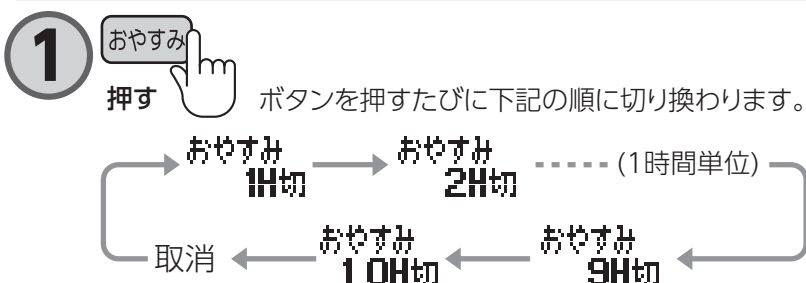 1
おやすみ
押す
ボタンを押すたびに下記の順に切り換わります。
おやすみ
1H切
おやすみ
2H切
(1時間単位)
取消
おやすみ
10H切
おやすみ
9H切